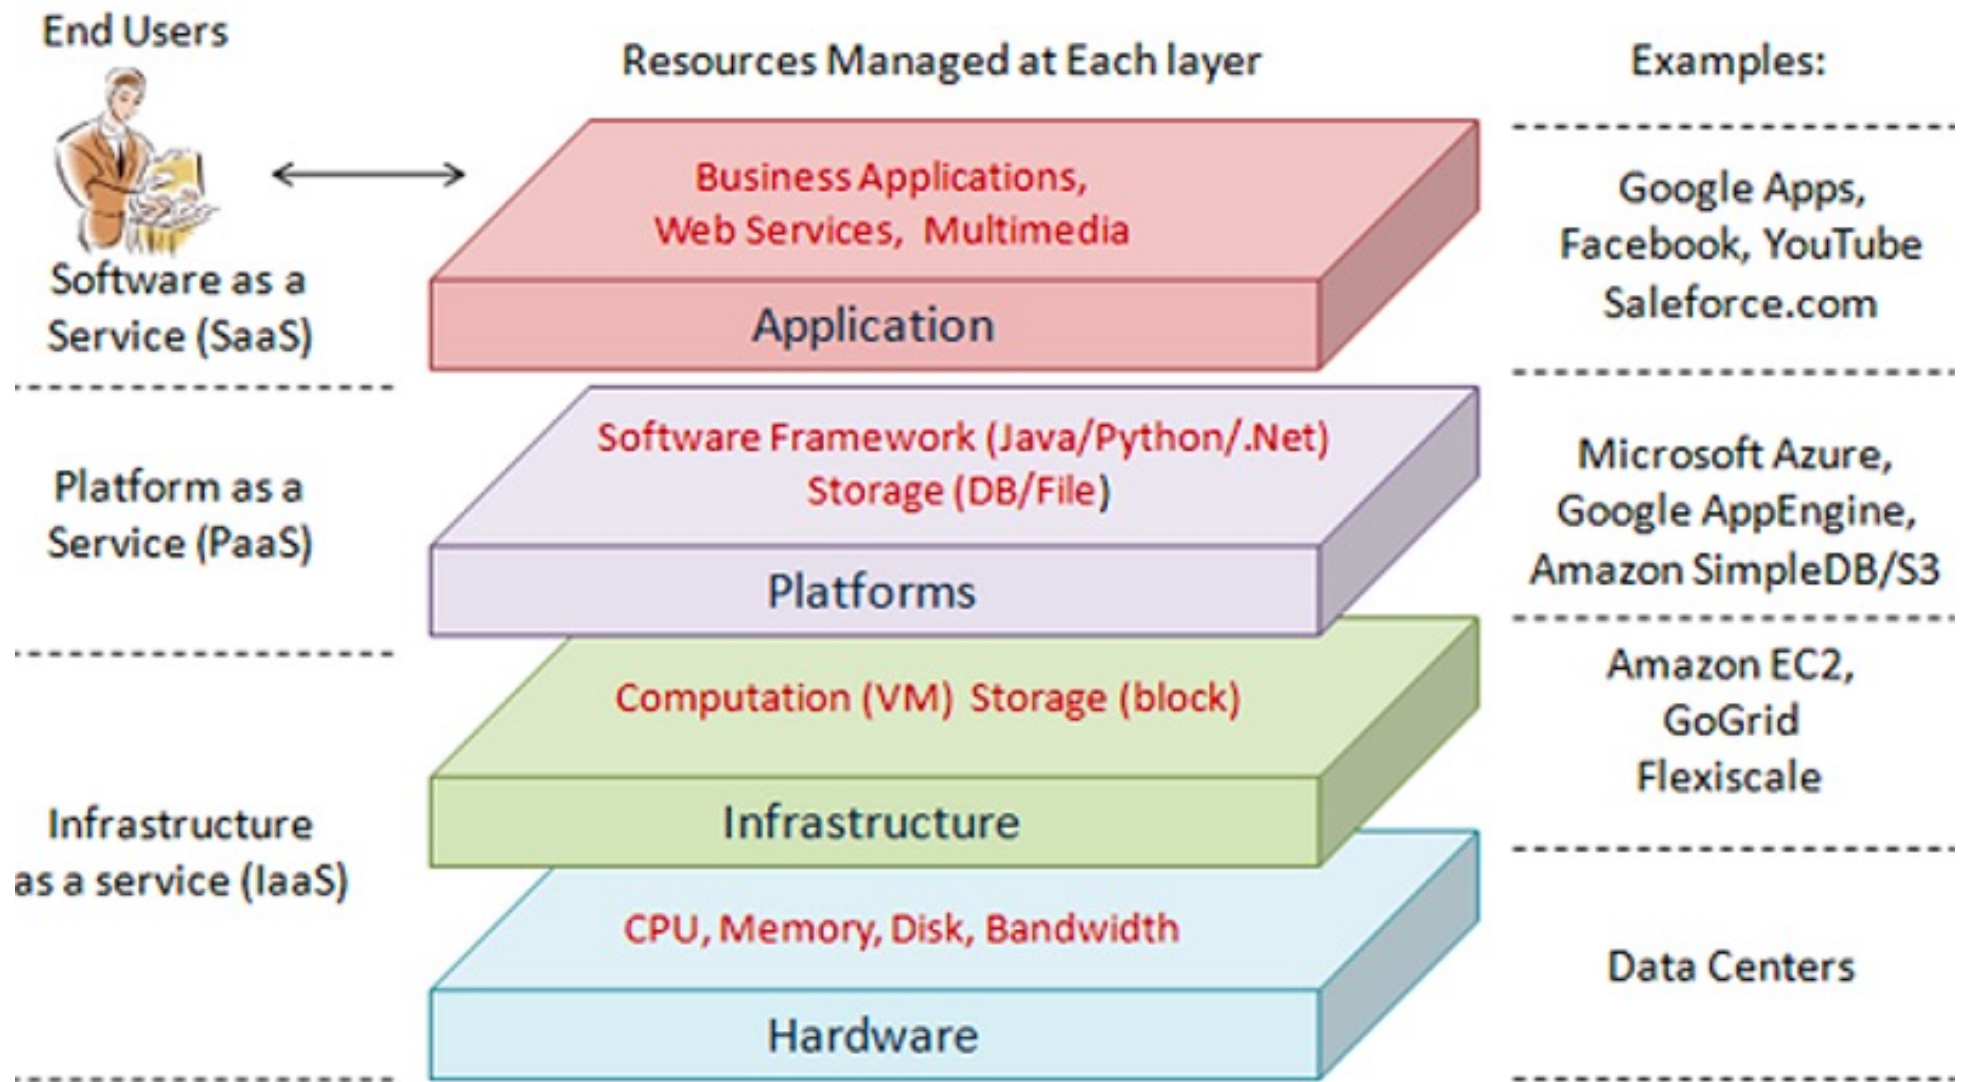 End Users
Resources Managed at Each layer
Examples:
Business Applications,
Web Services, Multimedia
Application
Software as a
Service (SaaS)
Google Apps,
Facebook, YouTube
Saleforce.com
Software Framework (Java/Python/.Net)
Storage (DB/File)
Platforms
Platform as a
Service (PaaS)
Microsoft Azure,
Google AppEngine,
Amazon SimpleDB/S3
Computation (VM) Storage (block)
Infrastructure
Amazon EC2,
GoGrid
Flexiscale
Infrastructure
as a service (IaaS)
CPU, Memory, Disk, Bandwidth
Hardware
Data Centers